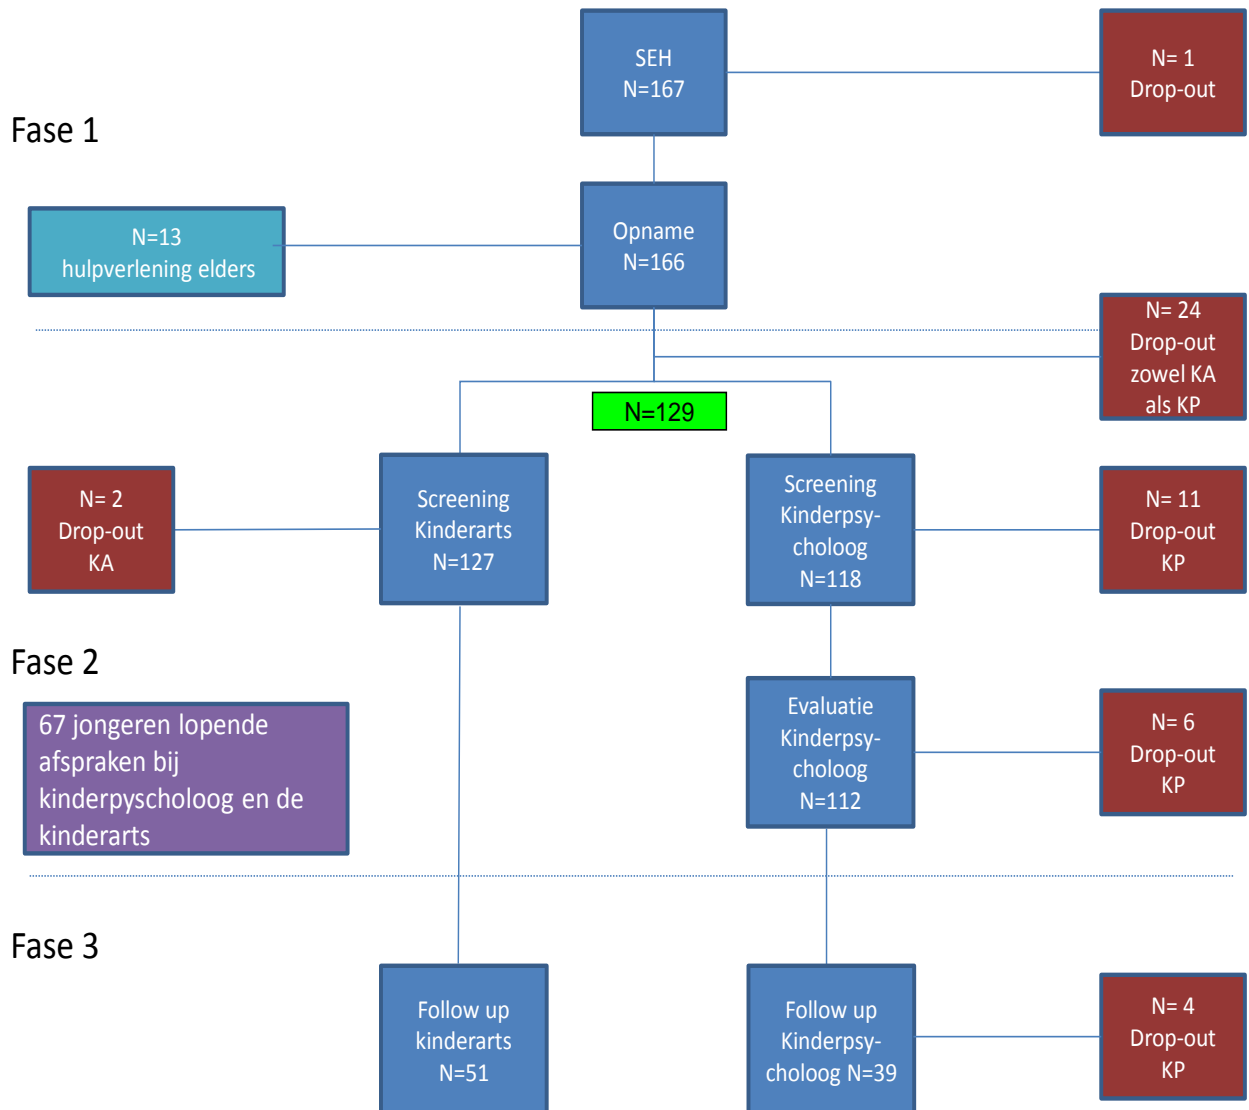 SEH
N=167
N= 1
Drop-out
Fase 1
N=13
hulpverlening elders
Opname
N=166
N= 24
Drop-out
zowel KA
als KP
N=129
N= 2
Drop-out
KA
Screening
Kinderarts
N=127
Screening
Kinderpsy-
choloog
N=118
N= 11
Drop-out
KP
Fase 2
67 jongeren lopende
afspraken bij
kinderpyscholoog en de
kinderarts
Evaluatie
Kinderpsy-
choloog
N=112
N= 6
Drop-out
KP
Fase 3
Follow up
kinderarts
N=51
Follow up
Kinderpsy-
choloog N=39
N= 4
Drop-out
KP